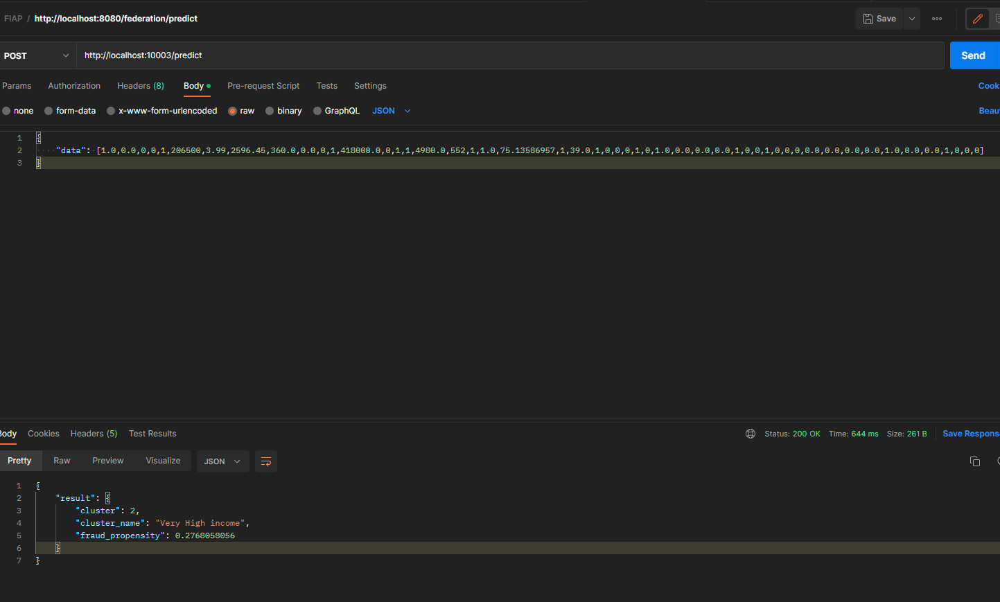 FIAP / http://localhost:8080/federation/predict
Save
POST
http://localhost:10003/predict
Send
Params Authorization Headers (8) Body Pre-request Script Tests Settings
none form-data x-www-form-urlencoded raw binary GraphQL JSON
1 {
2 "data": [1.0,0.0,0,0,1,206500,3.99,2596.45,360.0,0.0,0,1,418000.0,0,1,1,4980.0,552,1,1.0,75.13586957,1,39.0,1,0,0,0,1,0,1.0,0.0,0.0,0.0,1,0,0,1,0,0,0,0.0,0.0,0.0,0.0,1.0,0.0,0.0,1,0,0,0]
3 }
Body Cookies Headers (5) Test Results
Status: 200 OK Time: 644 ms Size: 261 B
Save Respons
Pretty Raw Preview Visualize JSON
1 {
2 "result": {
3 "cluster": 2,
4 "cluster_name": "Very High income",
5 "fraud_propensity": 0.2768058056
6 }
7 }